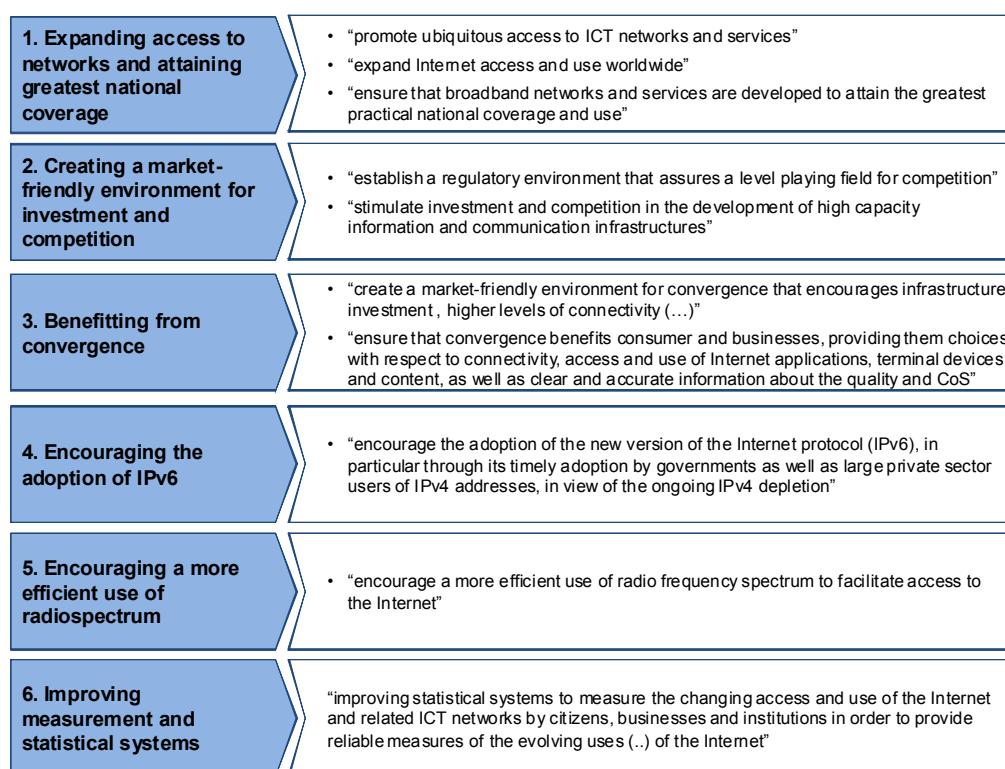 1. Expanding access to
networks and attaining
greatest national
coverage
• “promote ubiquitous access to ICT networks and services”
• “expand Internet access and use worldwide”
• “ensure that broadband networks and services are developed to attain the greatest
practical national coverage and use”
2. Creating a market-
friendly environment for
investment and
competition
• “establish a regulatory environment that assures a level playing field for competition”
• “stimulate investment and competition in the development of high capacity
information and communication infrastructures”
3. Benefitting from
convergence
• “create a market-friendly environment for convergence that encourages infrastructure
investment , higher levels of connectivity (…)”
• “ensure that convergence benefits consumer and businesses, providing them choices
with respect to connectivity, access and use of Internet applications, terminal devices
and content, as well as clear and accurate information about the quality and CoS”
4. Encouraging the
adoption of IPv6
• “encourage the adoption of the new version of the Internet protocol (IPv6), in
particular through its timely adoption by governments as well as large private sector
users of IPv4 addresses, in view of the ongoing IPv4 depletion”
5. Encouraging a more
efficient use of
radiospectrum
• “encourage a more efficient use of radio frequency spectrum to facilitate access to
the Internet”
6. Improving
measurement and
statistical systems
“improving statistical systems to measure the changing access and use of the Internet
and related ICT networks by citizens, businesses and institutions in order to provide
reliable measures of the evolving uses (..) of the Internet”